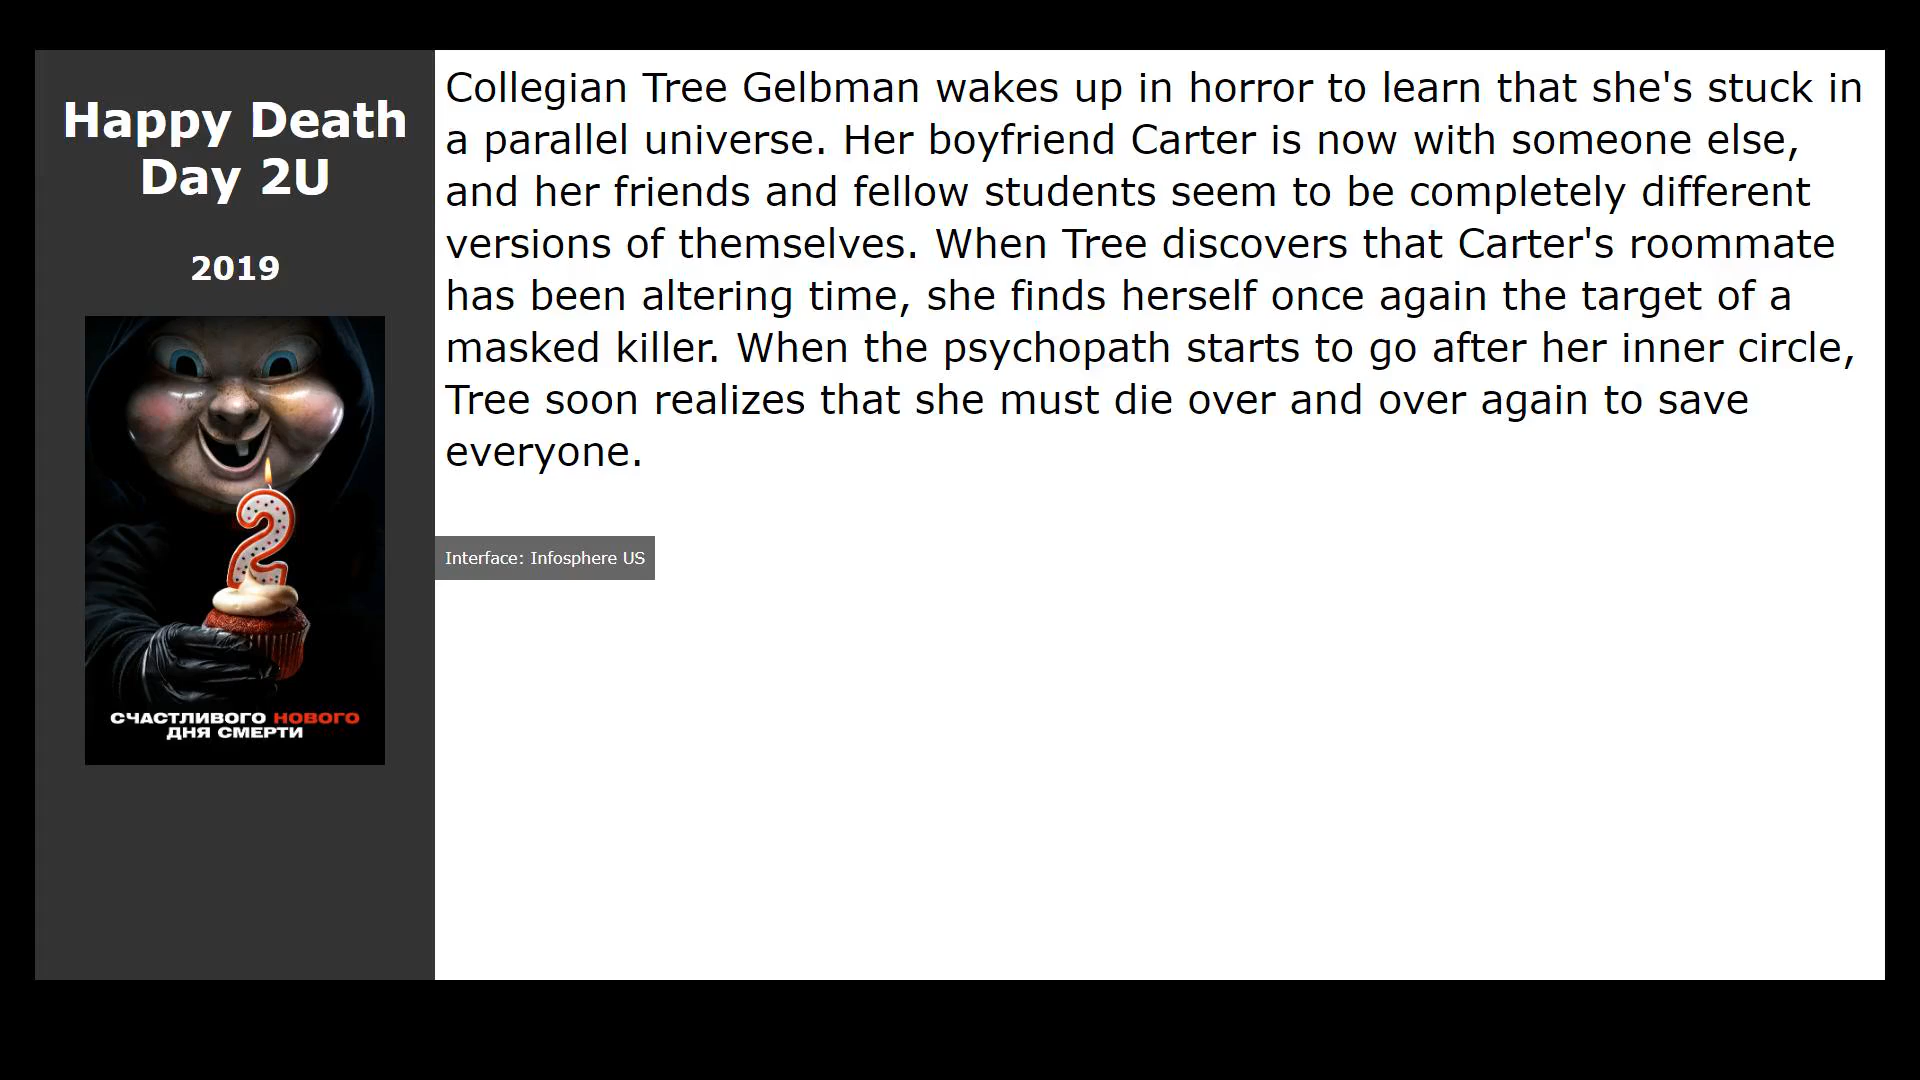 Happy Death
Day 2U
2019
СЧАСТЛИВОГО НОВОГО
ДНЯ СМЕРТИ
Collegian Tree Gelbman wakes up in horror to learn that she's stuck in
a parallel universe. Her boyfriend Carter is now with someone else,
and her friends and fellow students seem to be completely different
versions of themselves. When Tree discovers that Carter's roommate
has been altering time, she finds herself once again the target of a
masked killer. When the psychopath starts to go after her inner circle,
Tree soon realizes that she must die over and over again to save
everyone.
Interface: Infosphere US